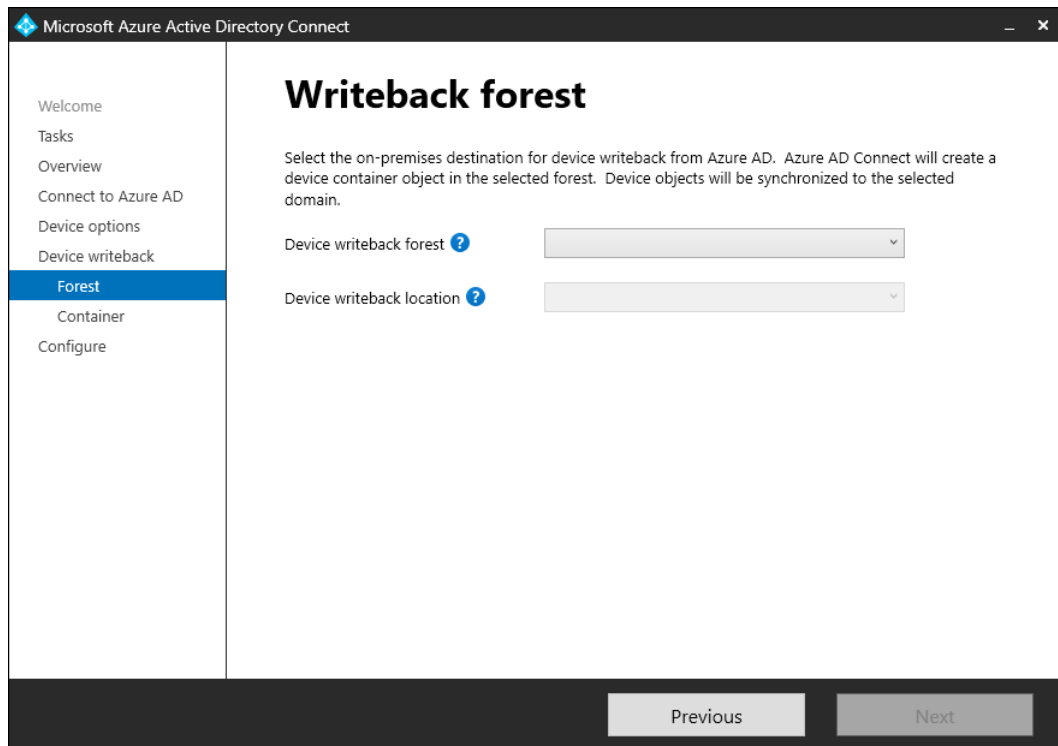 Microsoft Azure Active Directory Connect
Welcome
Tasks
Overview
Connect to Azure AD
Device options
Device writeback
Forest
Container
Configure
Writeback forest
Select the on-premises destination for device writeback from Azure AD.  Azure AD Connect will create a
device container object in the selected forest.  Device objects will be synchronized to the selected
domain.
Device writeback forest ?
Device writeback location ?
Previous
Next